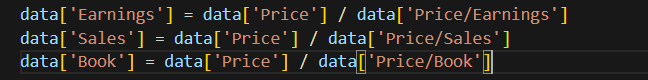 data['Earnings'] = data['Price'] / data['Price/Earnings']
data['Sales'] = data['Price'] / data['Price/Sales']
data['Book'] = data['Price'] / data['Price/Book']